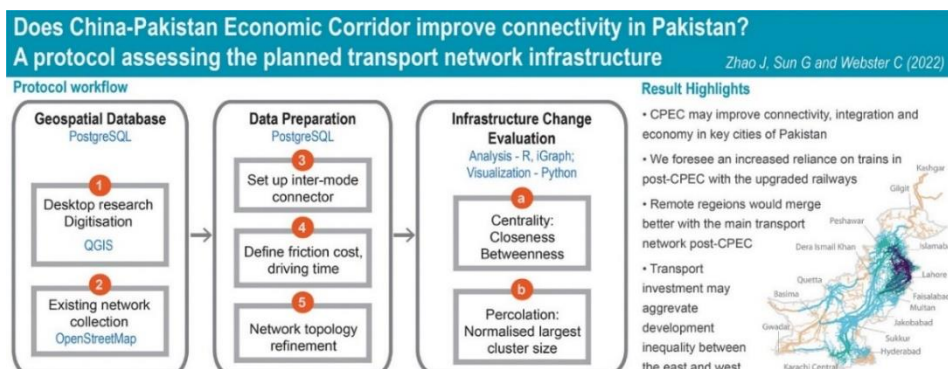 Does China-Pakistan Economic Corridor improve connectivity in Pakistan?
A protocol assessing the planned transport network infrastructure
Zhao J, Sun G and Webster C (2022)
Protocol workflow
Geospatial Database
PostgreSQL
1
Desktop research
Digitisation
QGIS
2
Existing network
collection
OpenStreetMap
Data Preparation
PostgreSQL
3
Set up inter-mode
connector
4
Define friction cost,
driving time
5
Network topology
refinement
Infrastructure Change
Evaluation
Analysis - R, iGraph;
Visualization - Python
a
Centrality:
Closeness
Betweenness
b
Percolation:
Normalised largest
cluster size
Result Highlights
• CPEC may improve connectivity, integration and
economy in key cities of Pakistan
• We foresee an increased reliance on trains in
post-CPEC with the upgraded railways
• Remote regeions would merge
better with the main transport
network post-CPEC
• Transport
investment may
aggrevate
development
inequality between
the east and west
Kashgar
Gilgit
Peshawar
Islamab
Dera Ismail Khan
Lahore
Quetta
Faisalabad
Multan
Basima
Jakobabad
Gwadar
Sukkur
Hyderabad
Karachi Central